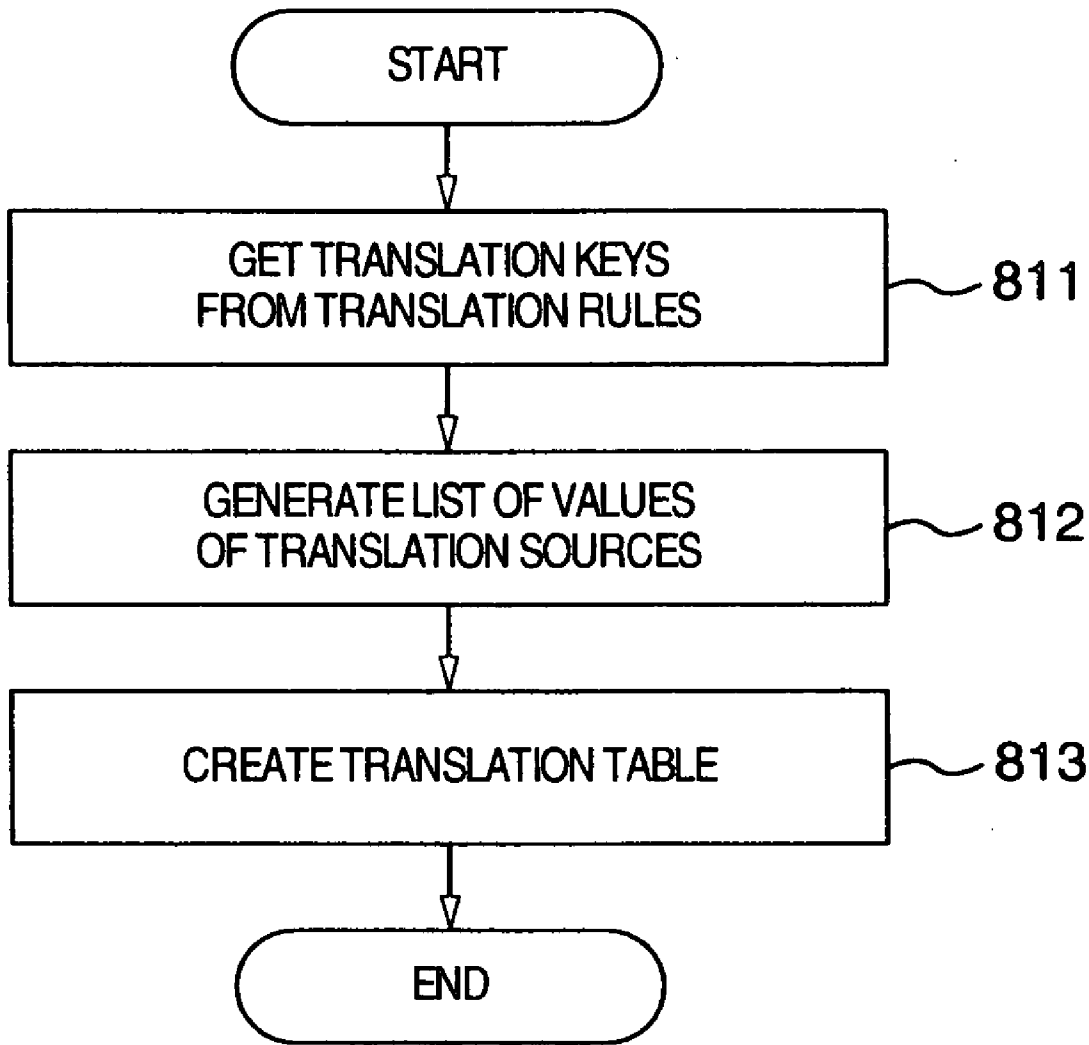 START
GET TRANSLATION KEYS
FROM TRANSLATION RULES
811
GENERATE LIST OF VALUES
OF TRANSLATION SOURCES
812
CREATE TRANSLATION TABLE
813
END